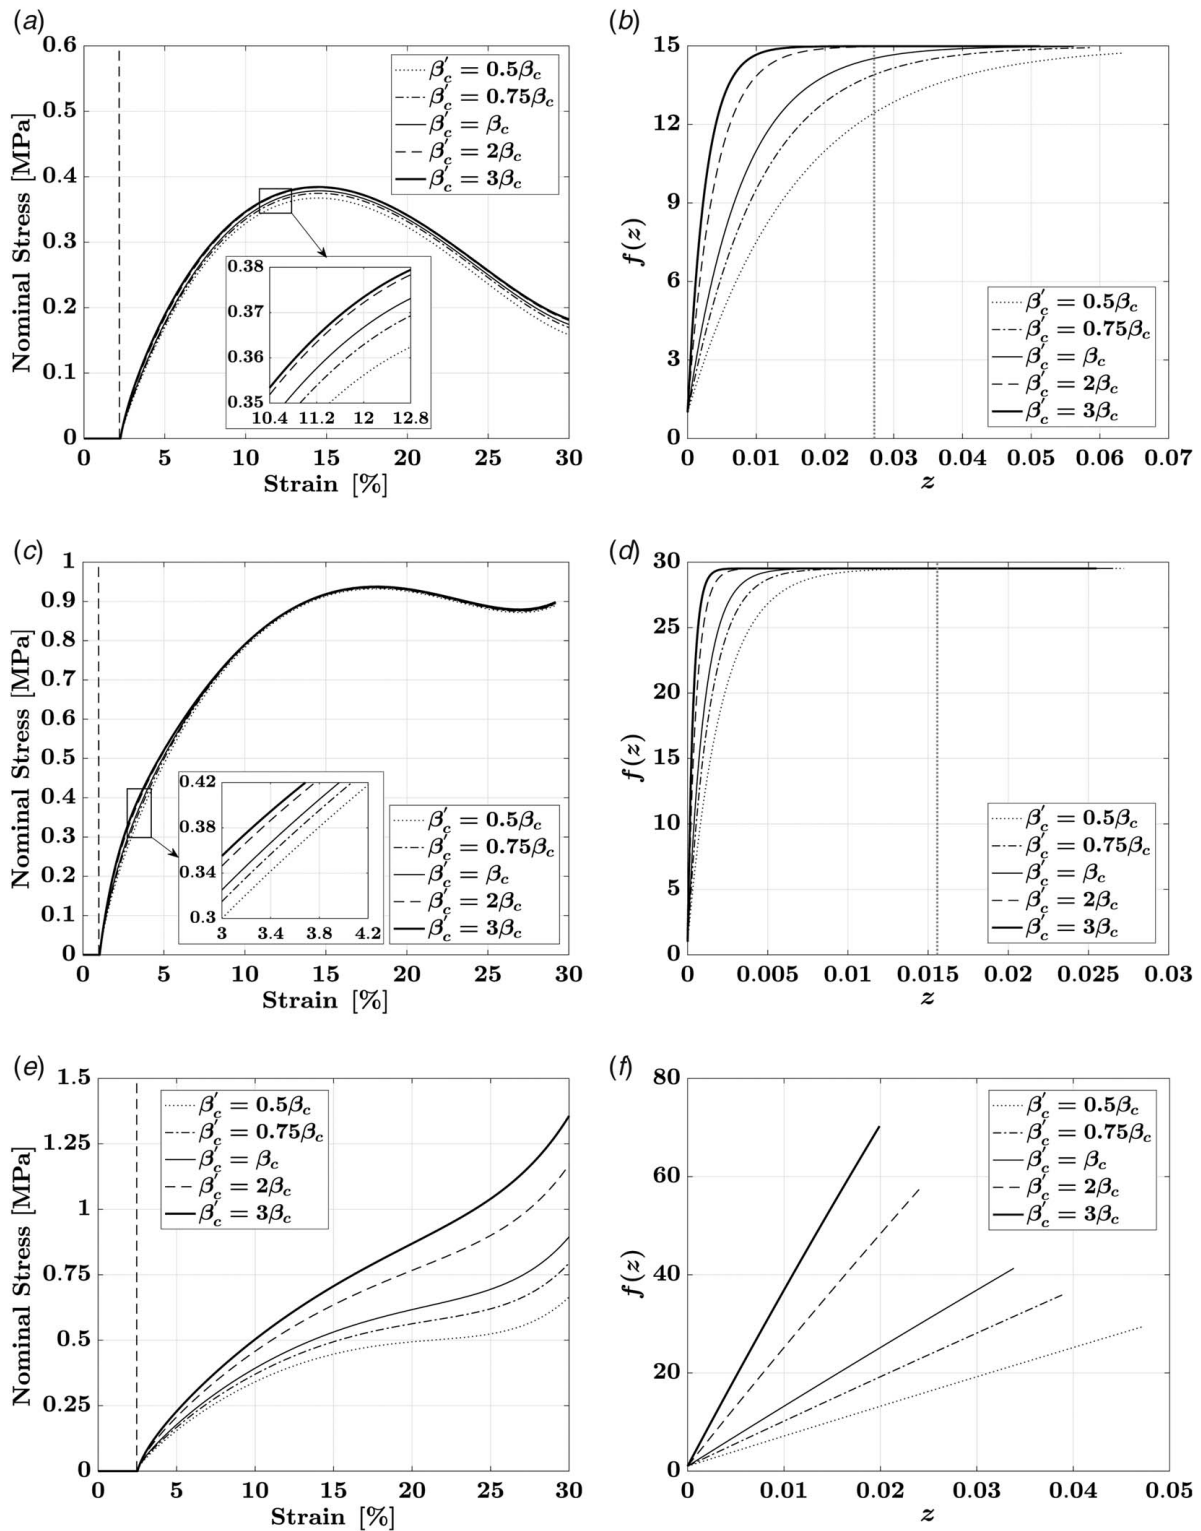 (a)
0.6
0.5
0.4
0.3
0.2
0.1
0
Nominal Stress [MPa]
β′c = 0.5βc
β′c = 0.75βc
β′c = βc
β′c = 2βc
β′c = 3βc
0.38
0.37
0.36
0.35
10.4 11.2 12 12.8
0 5 10 15 20 25 30
Strain [%]
(b)
15
12
9
6
3
0
f(z)
β′c = 0.5βc
β′c = 0.75βc
β′c = βc
β′c = 2βc
β′c = 3βc
0 0.01 0.02 0.03 0.04 0.05 0.06 0.07
z
(c)
1
0.9
0.8
0.7
0.6
0.5
0.4
0.3
0.2
0.1
0
Nominal Stress [MPa]
0.42
0.38
0.34
0.3
3 3.4 3.8 4.2
β′c = 0.5βc
β′c = 0.75βc
β′c = βc
β′c = 2βc
β′c = 3βc
0 5 10 15 20 25 30
Strain [%]
(d)
30
25
20
15
10
5
0
f(z)
β′c = 0.5βc
β′c = 0.75βc
β′c = βc
β′c = 2βc
β′c = 3βc
0 0.005 0.01 0.015 0.02 0.025 0.03
z
(e)
1.5
1.25
1
0.75
0.5
0.25
0
Nominal Stress [MPa]
β′c = 0.5βc
β′c = 0.75βc
β′c = βc
β′c = 2βc
β′c = 3βc
0 5 10 15 20 25 30
Strain [%]
(f)
80
60
40
20
0
f(z)
β′c = 0.5βc
β′c = 0.75βc
β′c = βc
β′c = 2βc
β′c = 3βc
0 0.01 0.02 0.03 0.04 0.05
z